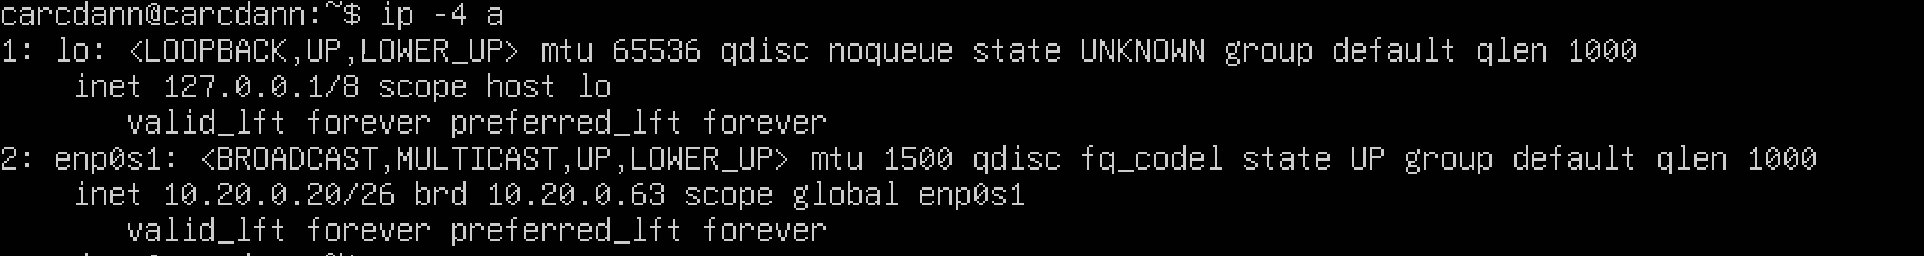 carcdann@carcdann:~$ ip -4 a
1: lo: <LOOPBACK,UP,LOWER_UP> mtu 65536 qdisc noqueue state UNKNOWN group default qlen 1000
    inet 127.0.0.1/8 scope host lo
       valid_lft forever preferred_lft forever
2: enp0s1: <BROADCAST,MULTICAST,UP,LOWER_UP> mtu 1500 qdisc fq_codel state UP group default qlen 1000
    inet 10.20.0.20/26 brd 10.20.0.63 scope global enp0s1
       valid_lft forever preferred_lft forever